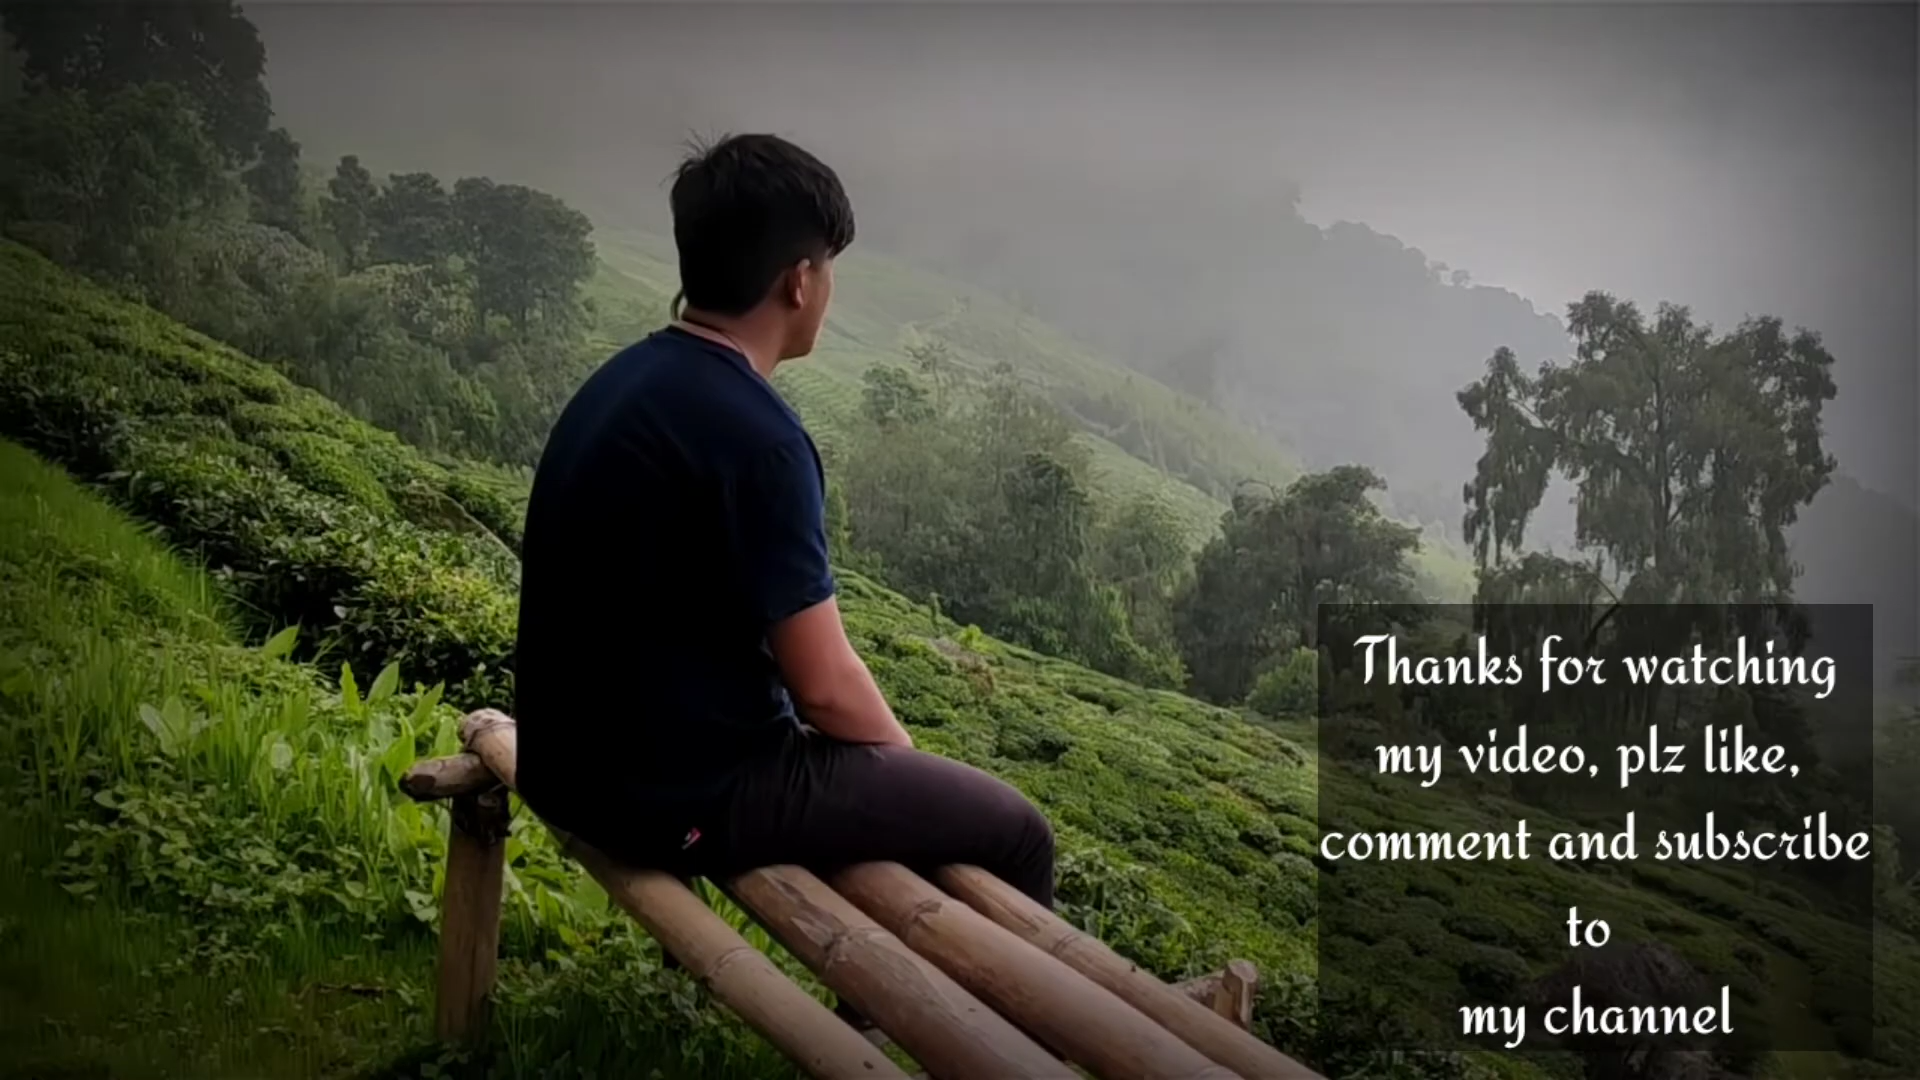 Thanks for watching
my video, plz like,
comment and subscribe
to
my channel